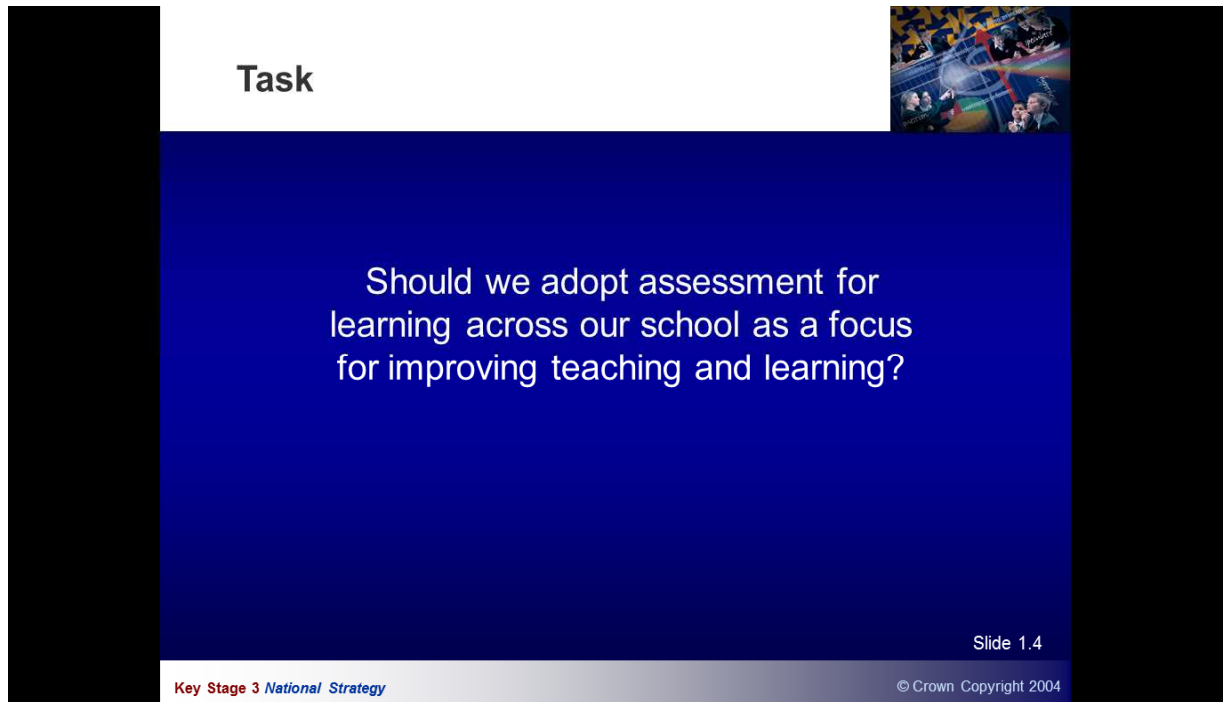 Task
Should we adopt assessment for
learning across our school as a focus
for improving teaching and learning?
Slide 1.4
Key Stage 3 National Strategy
© Crown Copyright 2004